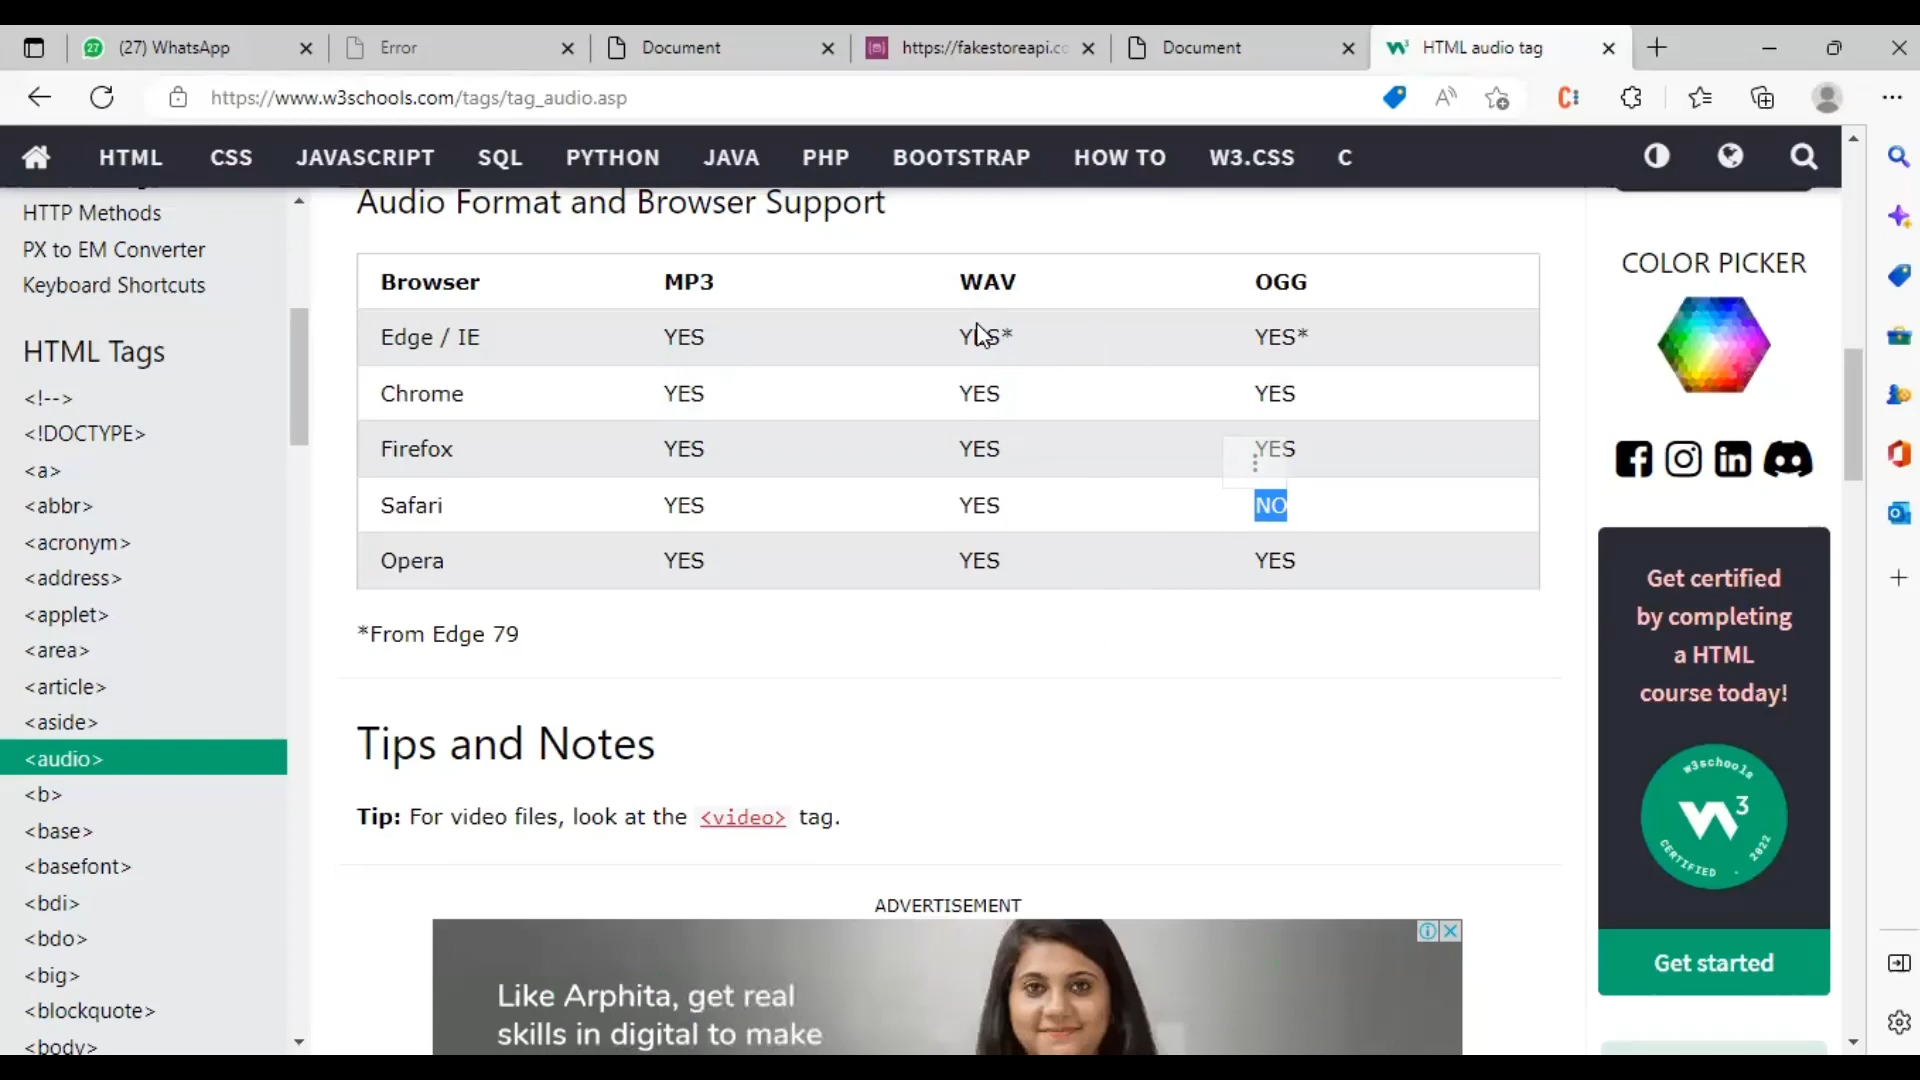 27 (27) WhatsApp
Error
Document
https://fakestoreapi.co
Document
HTML audio tag
https://www.w3schools.com/tags/tag_audio.asp
HTML CSS JAVASCRIPT SQL PYTHON JAVA PHP BOOTSTRAP HOW TO W3.CSS C
HTTP Methods
PX to EM Converter
Keyboard Shortcuts
HTML Tags
<!-->
<!DOCTYPE>
<a>
<abbr>
<acronym>
<address>
<applet>
<area>
<article>
<aside>
<audio>
<b>
<base>
<basefont>
<bdi>
<bdo>
<big>
<blockquote>
<body>
Audio Format and Browser Support
Browser MP3 WAV OGG
Edge / IE YES YES* YES*
Chrome YES YES YES
Firefox YES YES YES
Safari YES YES NO
Opera YES YES YES
*From Edge 79
Tips and Notes
Tip: For video files, look at the <video> tag.
ADVERTISEMENT
Like Arphita, get real
skills in digital to make
COLOR PICKER
Get certified
by completing
a HTML
course today!
w3schools
W3
CERTIFIED . 2022
Get started